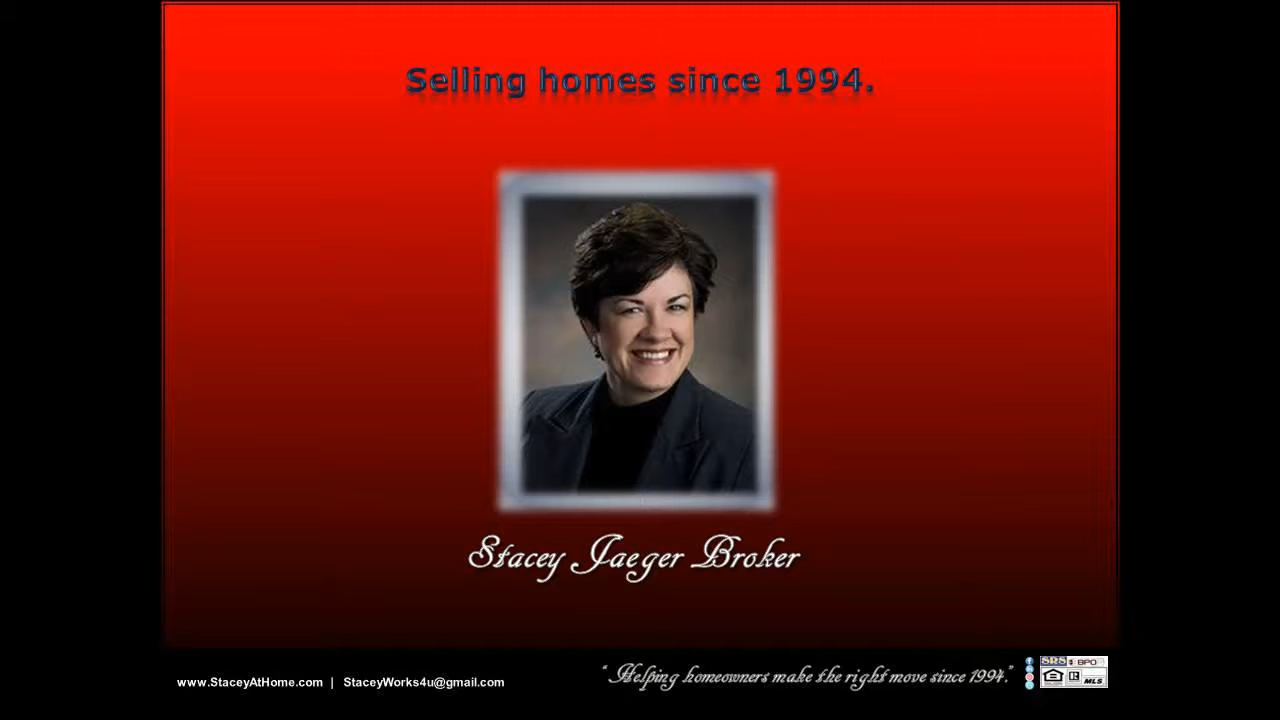 Selling homes since 1994.
Stacey Jaeger Broker
www.StaceyAtHome.com | StaceyWorks4u@gmail.com
“Helping homeowners make the right move since 1994.”
SRS BPO
R MLS